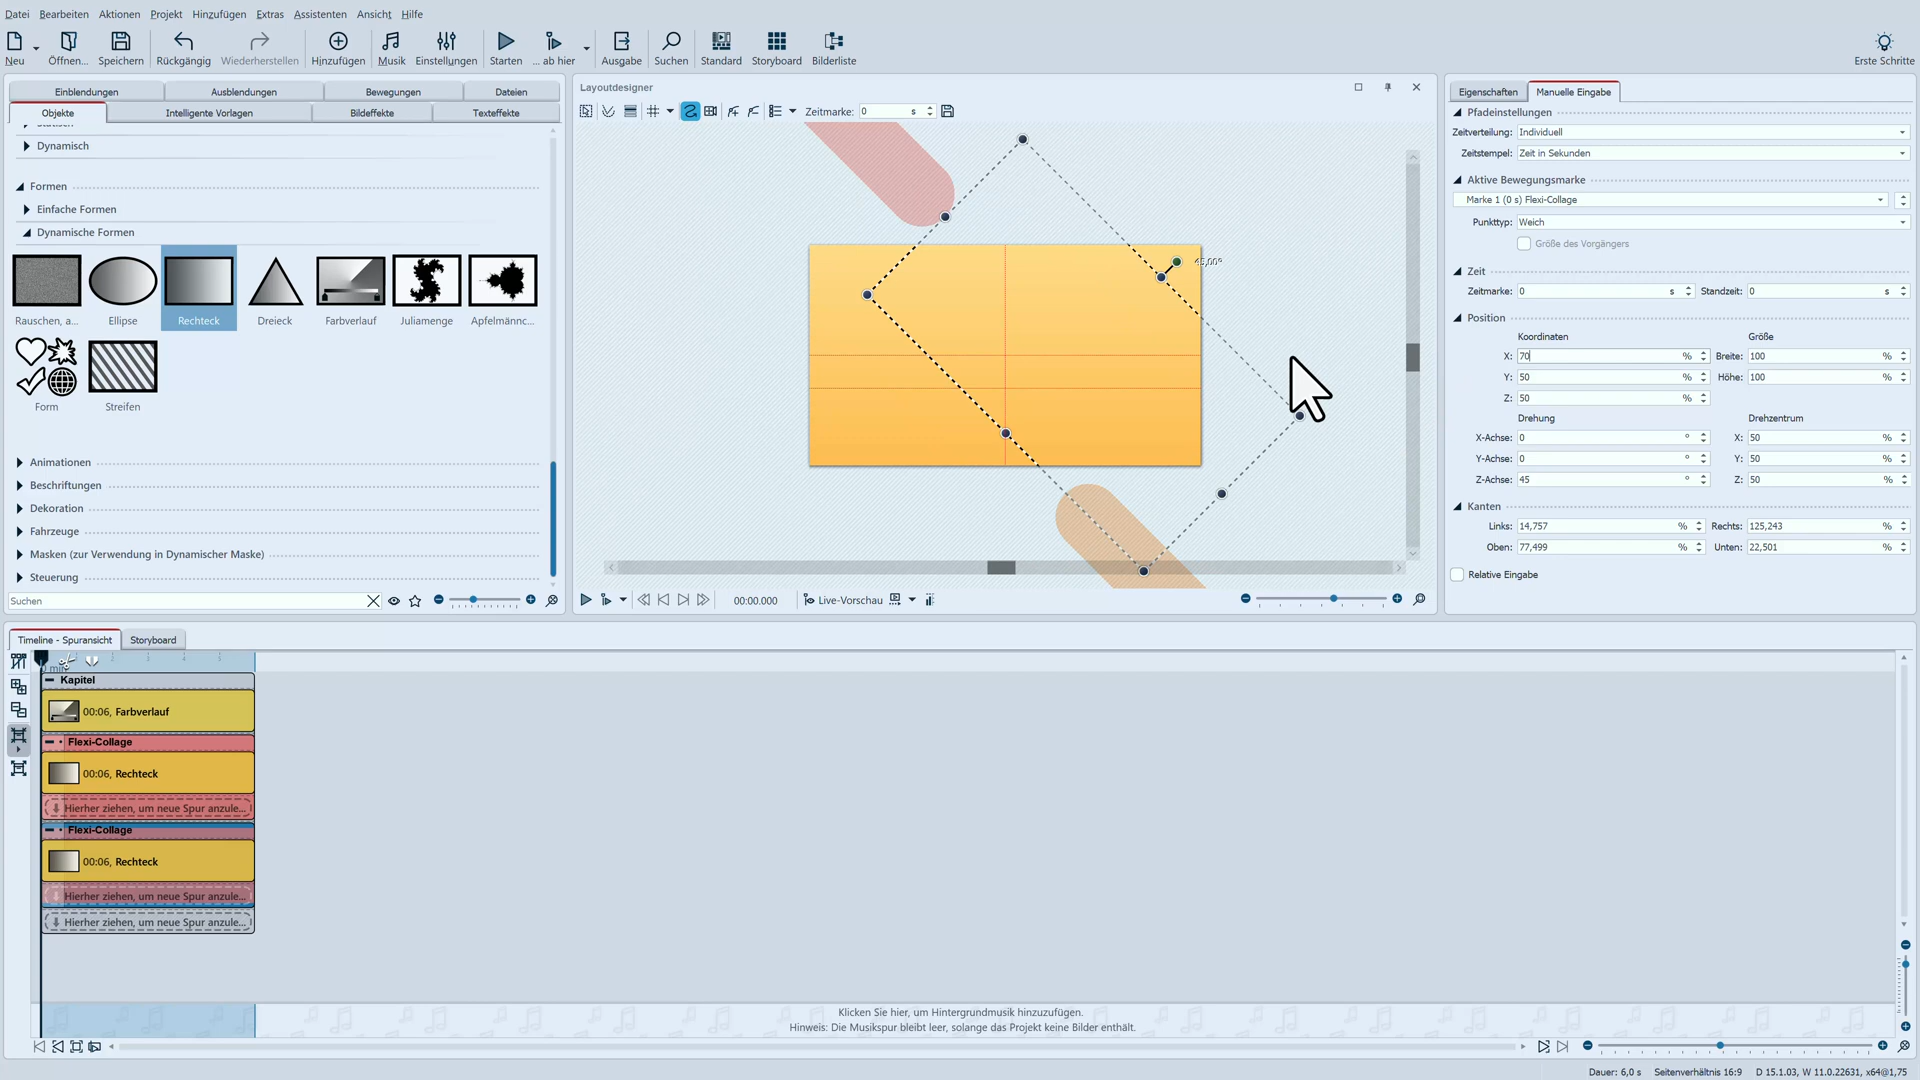 Datei Bearbeiten Aktionen Projekt Hinzufügen Extras Assistenten Ansicht Hilfe
Neu Öffnen... Speichern Rückgängig Wiederherstellen Hinzufügen Musik Einstellungen Starten ... ab hier Ausgabe Suchen Standard Storyboard Bilderliste Erste Schritte
Einblendungen Ausblendungen Bewegungen Dateien
Objekte Intelligente Vorlagen Bildeffekte Texteffekte
Dynamisch
Formen
Einfache Formen
Dynamische Formen
Rauschen, a... Ellipse Rechteck Dreieck Farbverlauf Juliamenge Apfelmännc...
Form Streifen
Animationen
Beschriftungen
Dekoration
Fahrzeuge
Masken (zur Verwendung in Dynamischer Maske)
Steuerung
Suchen
Layoutdesigner
Zeitmarke: 0 s
45,00°
00:00.000 Live-Vorschau
Eigenschaften Manuelle Eingabe
Pfadeinstellungen
Zeitverteilung: Individuell
Zeitstempel: Zeit in Sekunden
Aktive Bewegungsmarke
Marke 1 (0 s) Flexi-Collage
Punkttyp: Weich
Größe des Vorgängers
Zeit
Zeitmarke: 0 s Standzeit: 0 s
Position
Koordinaten Größe
X: 70 % Breite: 100 %
Y: 50 % Höhe: 100 %
Z: 50 %
Drehung Drehzentrum
X-Achse: 0 ° X: 50 %
Y-Achse: 0 ° Y: 50 %
Z-Achse: 45 ° Z: 50 %
Kanten
Links: 14,757 % Rechts: 125,243 %
Oben: 77,499 % Unten: 22,501 %
Relative Eingabe
Timeline - Spuransicht Storyboard
Kapitel
00:06, Farbverlauf
Flexi-Collage
00:06, Rechteck
Hierher ziehen, um neue Spur anzule...
Flexi-Collage
00:06, Rechteck
Hierher ziehen, um neue Spur anzule...
Hierher ziehen, um neue Spur anzule...
Klicken Sie hier, um Hintergrundmusik hinzuzufügen.
Hinweis: Die Musikspur bleibt leer, solange das Projekt keine Bilder enthält.
Dauer: 6,0 s Seitenverhältnis 16:9 D 15.1.03, W 11.0.22631, x64@1,75